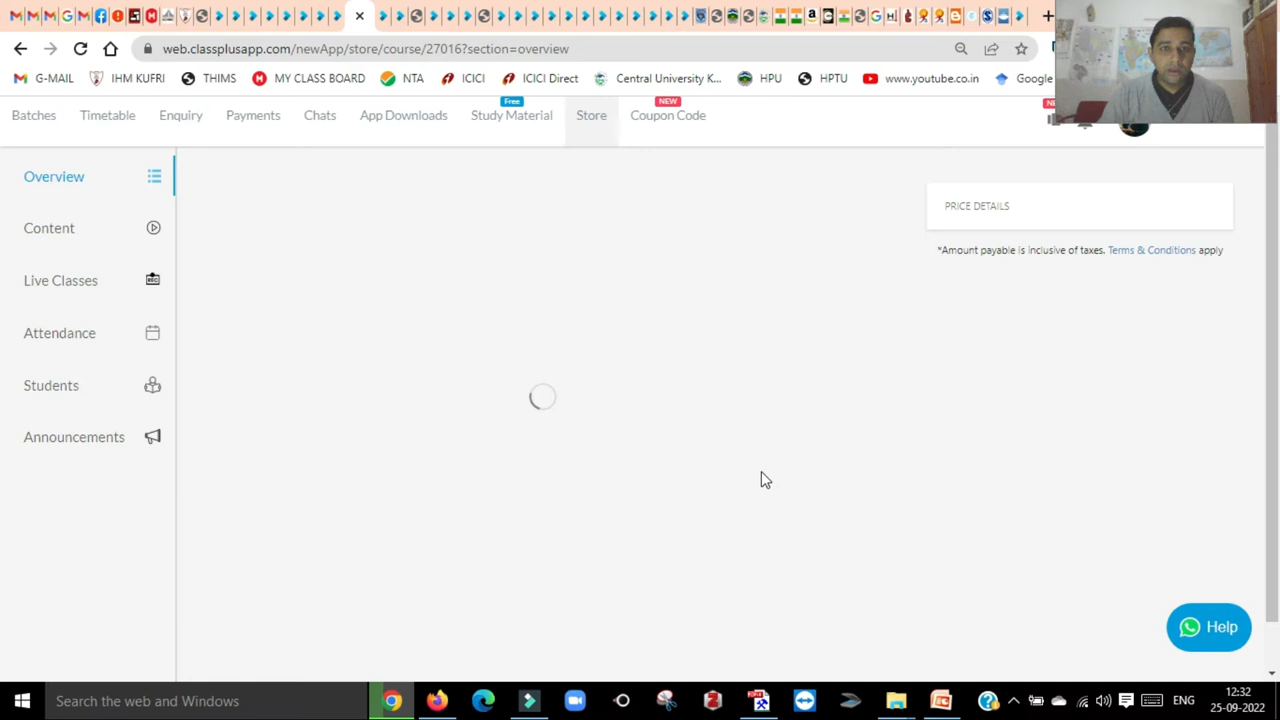 web.classplusapp.com/newApp/store/course/27016?section=overview
G-MAIL IHM KUFRI THIMS MY CLASS BOARD NTA ICICI ICICI Direct Central University K... HPU HPTU www.youtube.co.in Google
Free NEW
Batches Timetable Enquiry Payments Chats App Downloads Study Material Store Coupon Code
Overview
Content
Live Classes
Attendance
Students
Announcements
PRICE DETAILS
*Amount payable is inclusive of taxes. Terms & Conditions apply
Help
Search the web and Windows
ENG
12:32
25-09-2022